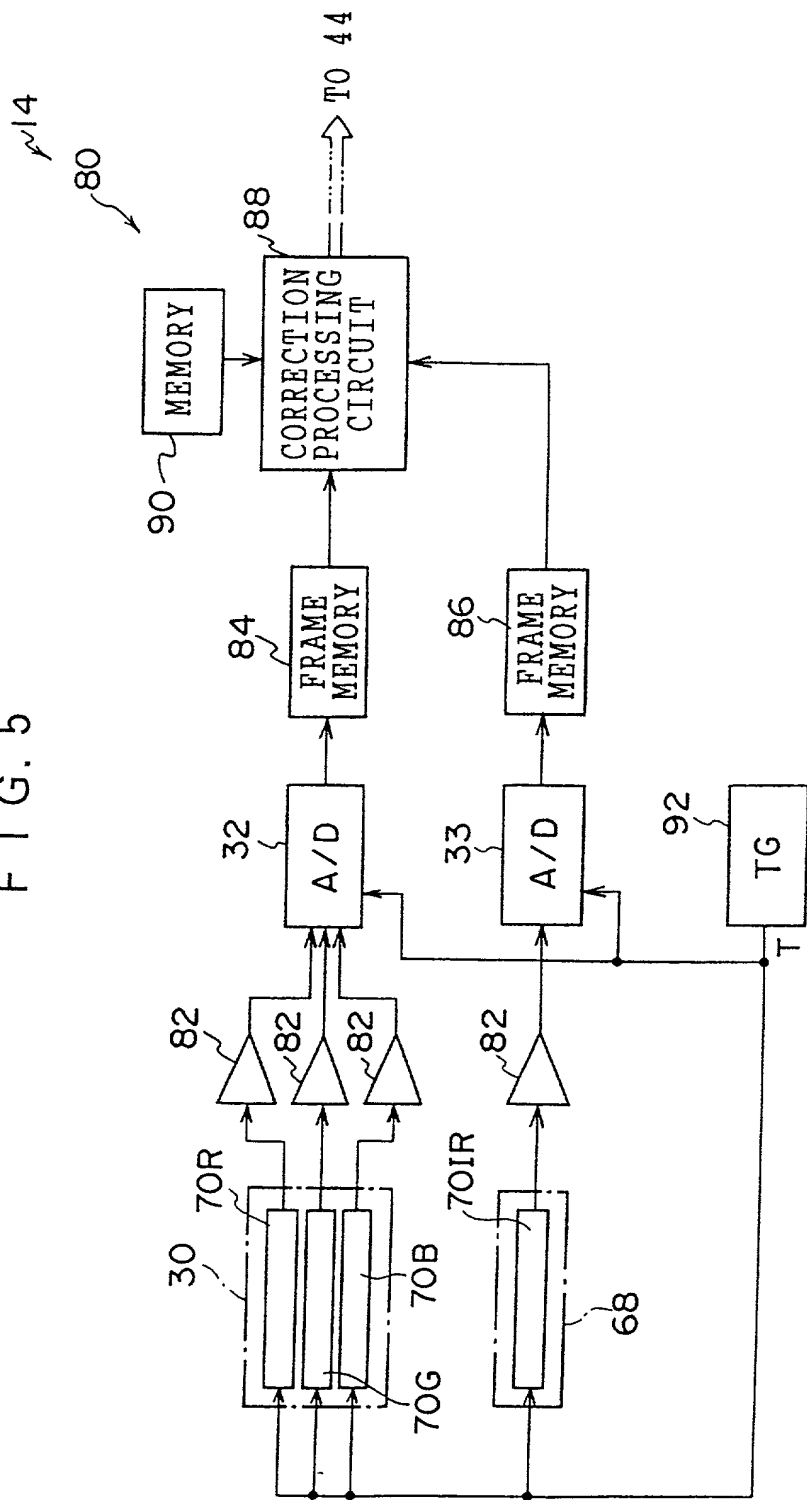 FIG. 5
14
80
90
MEMORY
88
CORRECTION
PROCESSING
CIRCUIT
TO 44
84
FRAME
MEMORY
86
FRAME
MEMORY
32
A/D
33
A/D
92
TG
T
82
82
82
82
30
70R
70G
70B
70IR
68